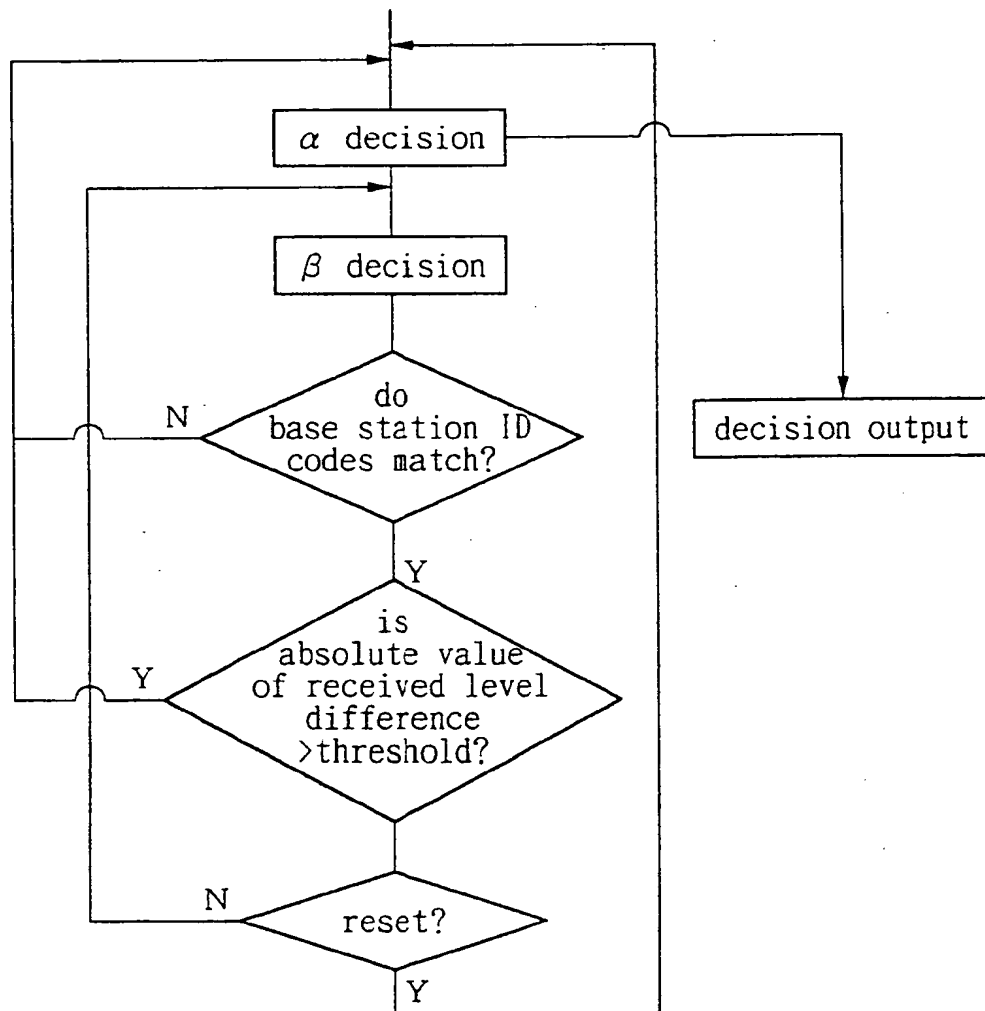 α decision
β decision
do
base station ID
codes match?
N
decision output
Y
is
absolute value
of received level
difference
>threshold?
Y
reset?
N
Y